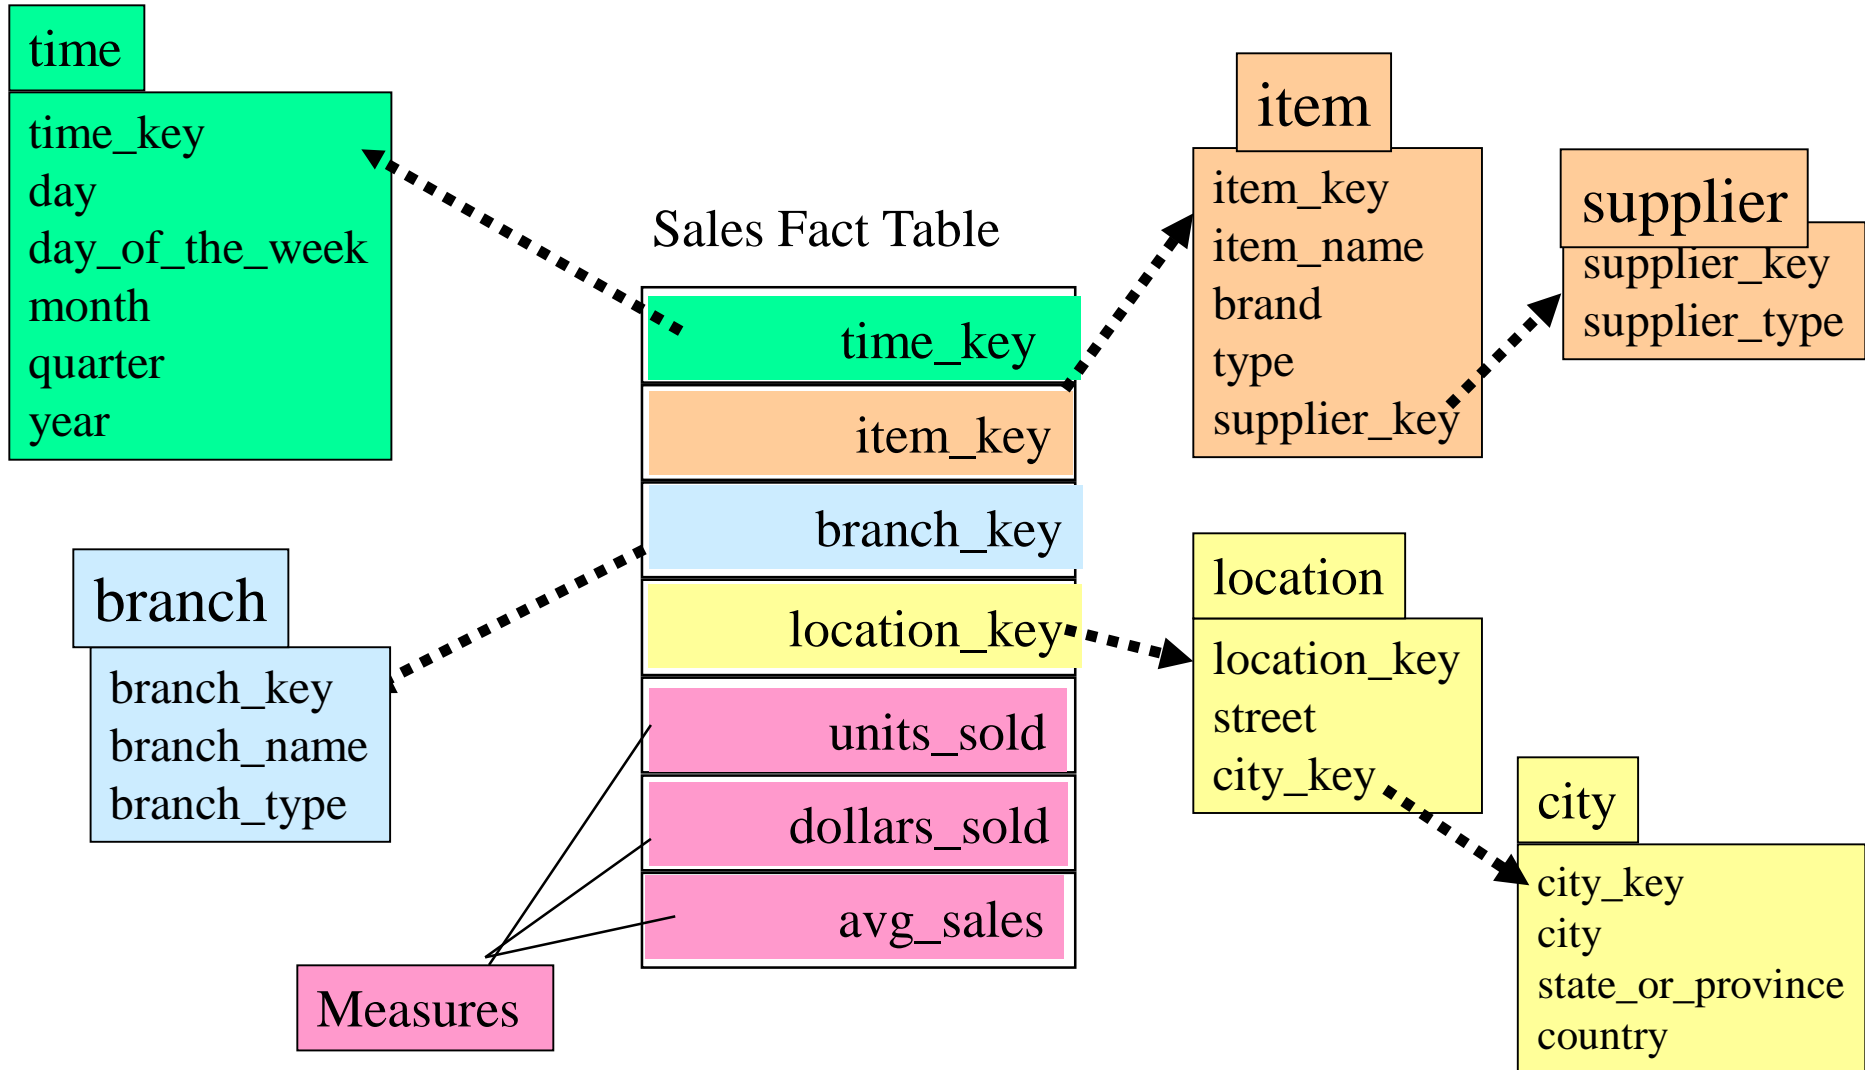 time
time_key
day
day_of_the_week
month
quarter
year
branch
branch_key
branch_name
branch_type
Sales Fact Table
time_key
item_key
branch_key
location_key
units_sold
dollars_sold
avg_sales
Measures
item
item_key
item_name
brand
type
supplier_key
supplier
supplier_key
supplier_type
location
location_key
street
city_key
city
city_key
city
state_or_province
country